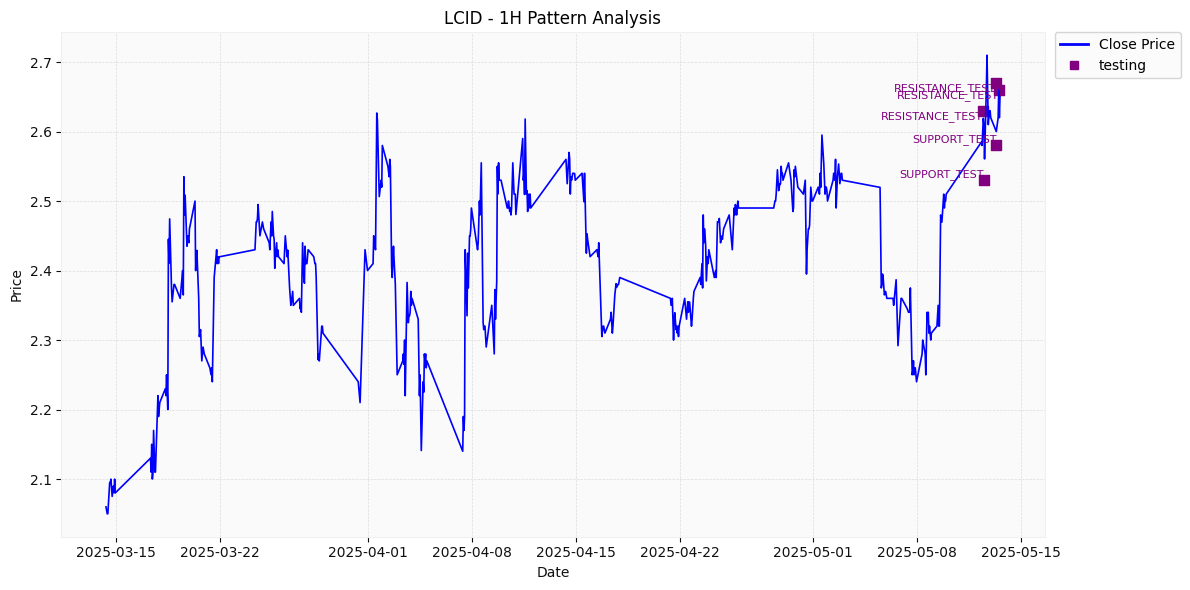 LCID - 1H Pattern Analysis
Close Price
testing
2.7
2.6
2.5
2.4
2.3
2.2
2.1
Price
RESISTANCE_TEST
RESISTANCE_TEST
RESISTANCE_TEST
SUPPORT_TEST
SUPPORT_TEST
2025-03-15
2025-03-22
2025-04-01
2025-04-08
2025-04-15
2025-04-22
2025-05-01
2025-05-08
2025-05-15
Date